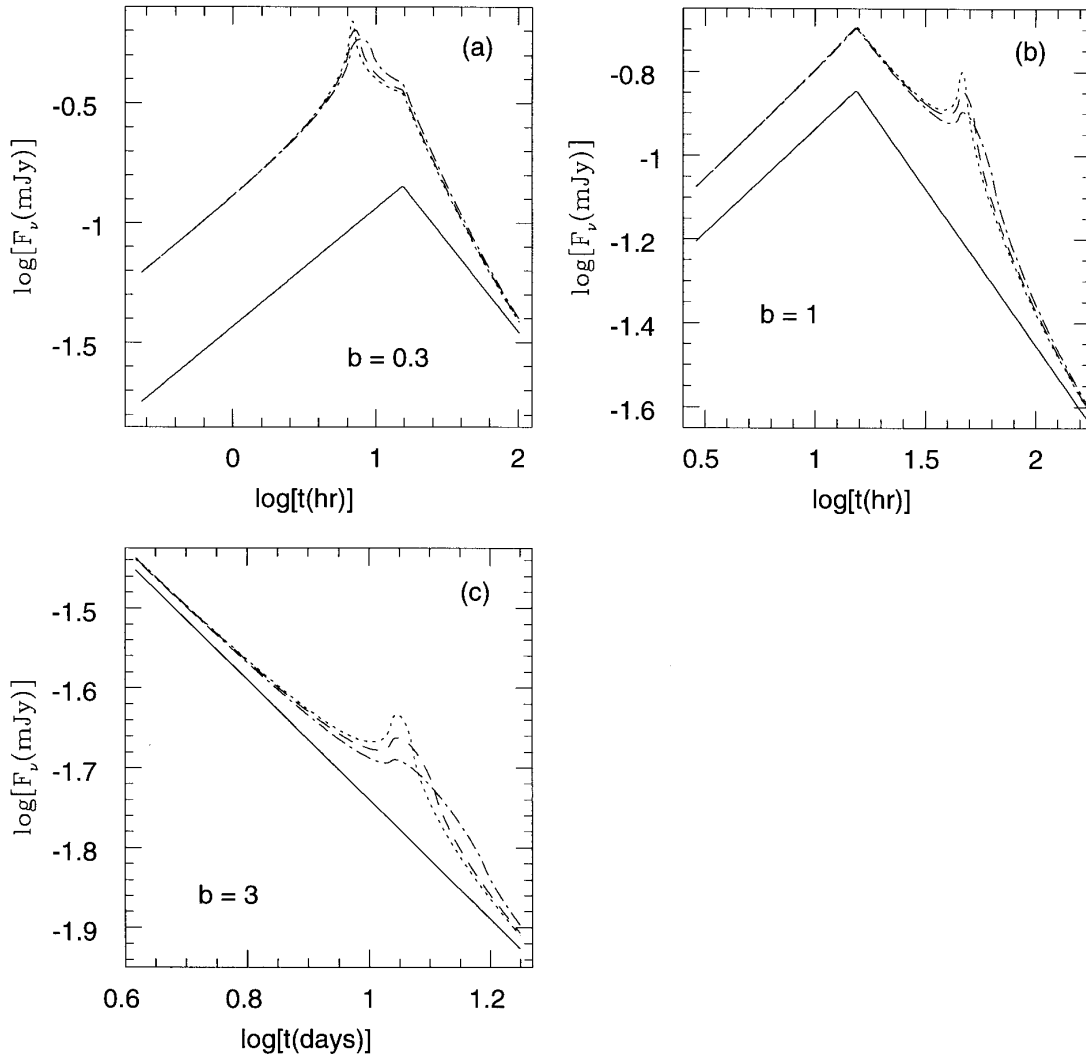 (a)
-0.5
-1
-1.5
log[F_ν(mJy)]
b = 0.3
0 1 2
log[t(hr)]
(b)
-0.8
-1
-1.2
-1.4
-1.6
log[F_ν(mJy)]
b = 1
0.5 1 1.5 2
log[t(hr)]
(c)
-1.5
-1.6
-1.7
-1.8
-1.9
log[F_ν(mJy)]
b = 3
0.6 0.8 1 1.2
log[t(days)]